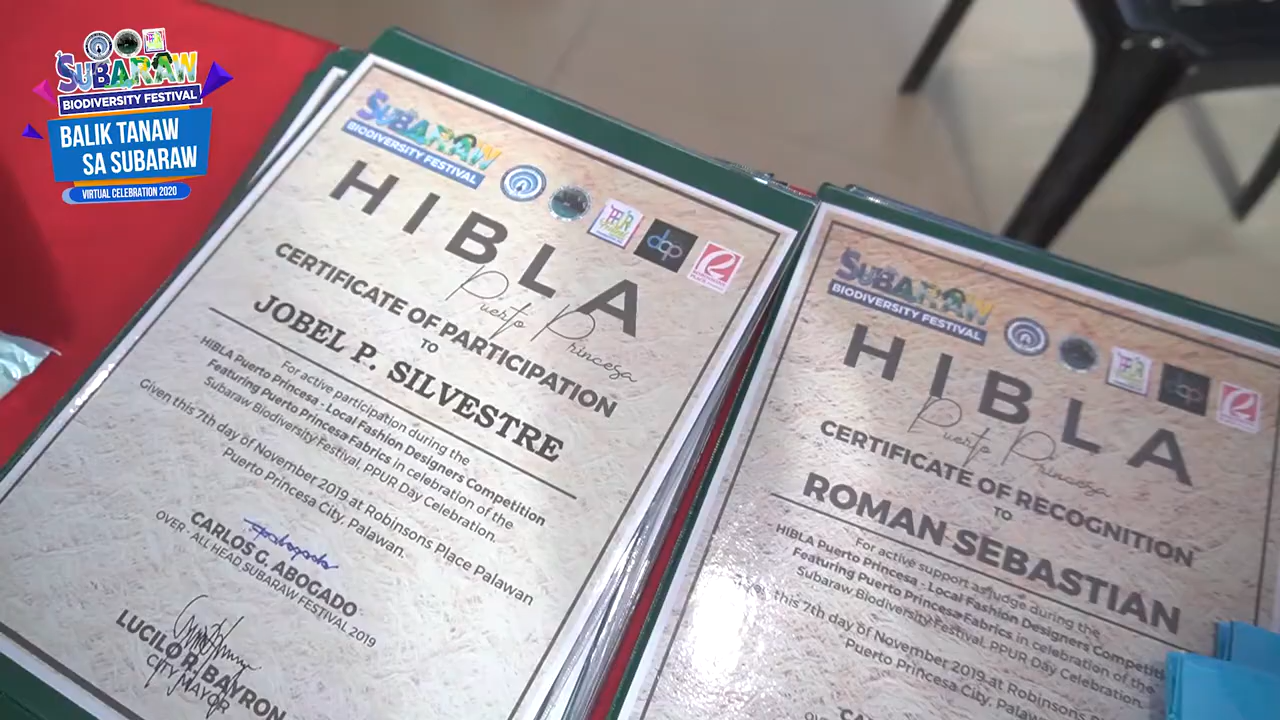 SUBARAW
BIODIVERSITY FESTIVAL
BALIK TANAW
SA SUBARAW
VIRTUAL CELEBRATION 2020
SUBARAW
BIODIVERSITY FESTIVAL
dap
HIBLA
Puerto Princesa
CERTIFICATE OF PARTICIPATION
TO
JOBEL P. SILVESTRE
For active participation during the
HIBLA Puerto Princesa - Local Fashion Designers Competition
Featuring Puerto Princesa Fabrics in celebration of the
Subaraw Biodiversity Festival, PPUR Day Celebration.
Given this 7th day of November 2019 at Robinsons Place Palawan
Puerto Princesa City, Palawan.
CARLOS G. ABOGADO
OVER - ALL HEAD SUBARAW FESTIVAL 2019
LUCILO R. BAYRON
CITY MAYOR
SUBARAW
BIODIVERSITY FESTIVAL
dap
HIBLA
Puerto Princesa
CERTIFICATE OF RECOGNITION
TO
ROMAN SEBASTIAN
For active support as judge during the
HIBLA Puerto Princesa - Local Fashion Designers
Featuring Puerto Princesa Fabrics in celebration of the
Subaraw Biodiversity Festival, PPUR Day Celebration.
this 7th day of November 2019 at Robinsons
Puerto Princesa City,